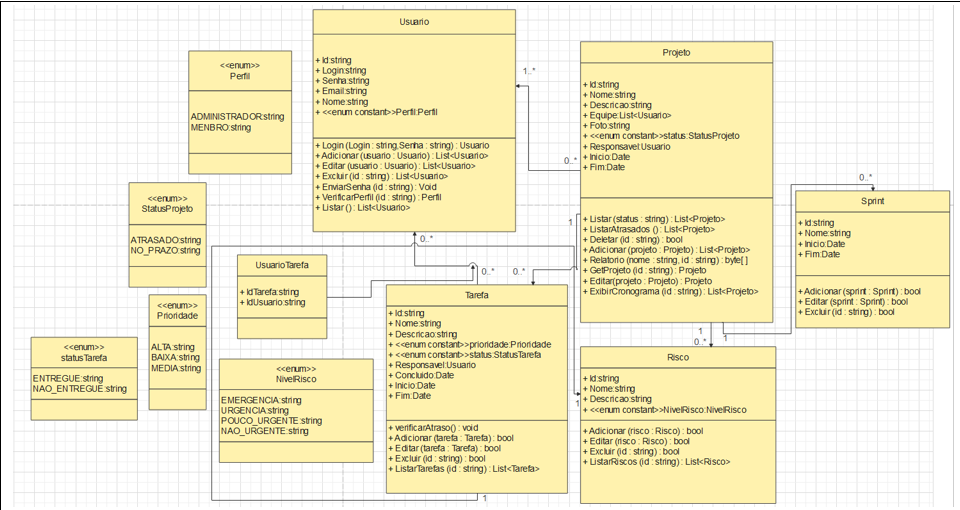 Usuario
+ Id:string
+ Login:string
+ Senha:string
+ Email:string
+ Nome:string
+ <<enum constant>>Perfil:Perfil
+ Login (Login : string,Senha : string) : Usuario
+ Adicionar (usuario : Usuario) : List<Usuario>
+ Editar (usuario : Usuario) : List<Usuario>
+ Excluir (id : string) : List<Usuario>
+ EnviarSenha (id : string) : Void
+ VerificarPerfil (id : string) : Perfil
+ Listar () : List<Usuario>
<<enum>>
Perfil
ADMINISTRADOR:string
MENBRO:string
Projeto
+ Id:string
+ Nome:string
+ Descricao:string
+ Equipe:List<Usuario>
+ Foto:string
+ <<enum constant>>status:StatusProjeto
+ Responsavel:Usuario
+ Inicio:Date
+ Fim:Date
+ Listar (status : string) : List<Projeto>
+ ListarAtrasados () : List<Projeto>
+ Deletar (id : string) : bool
+ Adicionar (projeto : Projeto) : List<Projeto>
+ Relatorio (nome : string, id : string) : byte[ ]
+ GetProjeto (id : string) : Projeto
+ Editar(projeto : Projeto) : Projeto
+ ExibirCronograma (id : string) : List<Projeto>
1..*
0..*
1
0..*
0..*
0..*
0..*
1
1
0..*
1
1
<<enum>>
StatusProjeto
ATRASADO:string
NO_PRAZO:string
Sprint
+ Id:string
+ Nome:string
+ Inicio:Date
+ Fim:Date
+ Adicionar (sprint : Sprint) : bool
+ Editar (sprint : Sprint) : bool
+ Excluir (id : string) : bool
UsuarioTarefa
+ IdTarefa:string
+ IdUsuario:string
<<enum>>
Prioridade
ALTA:string
BAIXA:string
MEDIA:string
<<enum>>
statusTarefa
ENTREGUE:string
NAO_ENTREGUE:string
<<enum>>
NivelRisco
EMERGENCIA:string
URGENCIA:string
POUCO_URGENTE:string
NAO_URGENTE:string
Tarefa
+ Id:string
+ Nome:string
+ Descricao:string
+ <<enum constant>>prioridade:Prioridade
+ <<enum constant>>status:StatusTarefa
+ Responsavel:Usuario
+ Concluido:Date
+ Inicio:Date
+ Fim:Date
+ verificarAtraso() : void
+ Adicionar (tarefa : Tarefa) : bool
+ Editar (tarefa : Tarefa) : bool
+ Excluir (id : string) : bool
+ ListarTarefas (id : string) : List<Tarefa>
Risco
+ Id:string
+ Nome:string
+ Descricao:string
+ <<enum constant>>NivelRisco:NivelRisco
+ Adicionar (risco : Risco) : bool
+ Editar (risco : Risco) : bool
+ Excluir (id : string) : bool
+ ListarRiscos (id : string) : List<Risco>